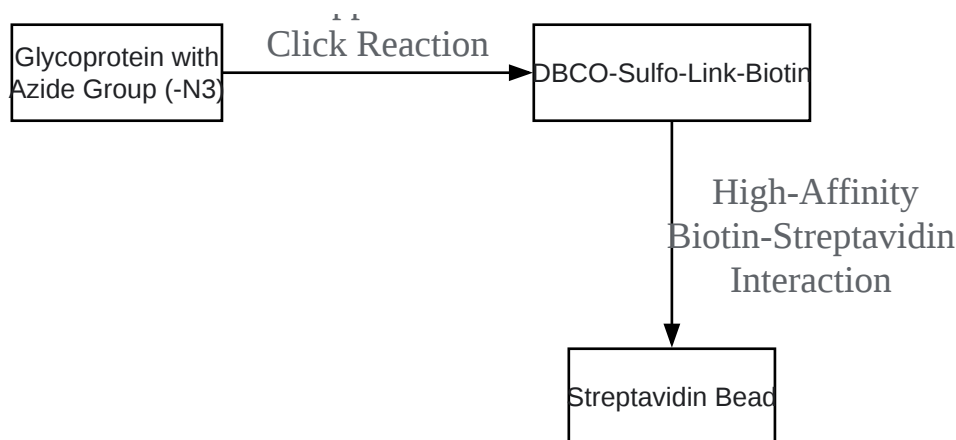 Click Reaction
Glycoprotein with
Azide Group (-N3)
DBCO-Sulfo-Link-Biotin
High-Affinity
Biotin-Streptavidin
Interaction
Streptavidin Bead